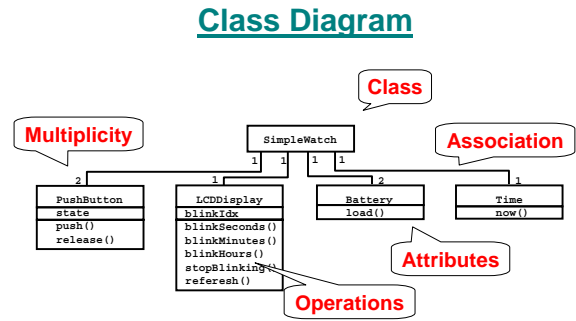 Class Diagram
Class
Multiplicity
Association
SimpleWatch
1 1 1 1
2 1 2 1
PushButton
state
push()
release()
LCDDisplay
blinkIdx
blinkSeconds()
blinkMinutes()
blinkHours()
stopBlinking()
referesh()
Battery
load()
Time
now()
Attributes
Operations